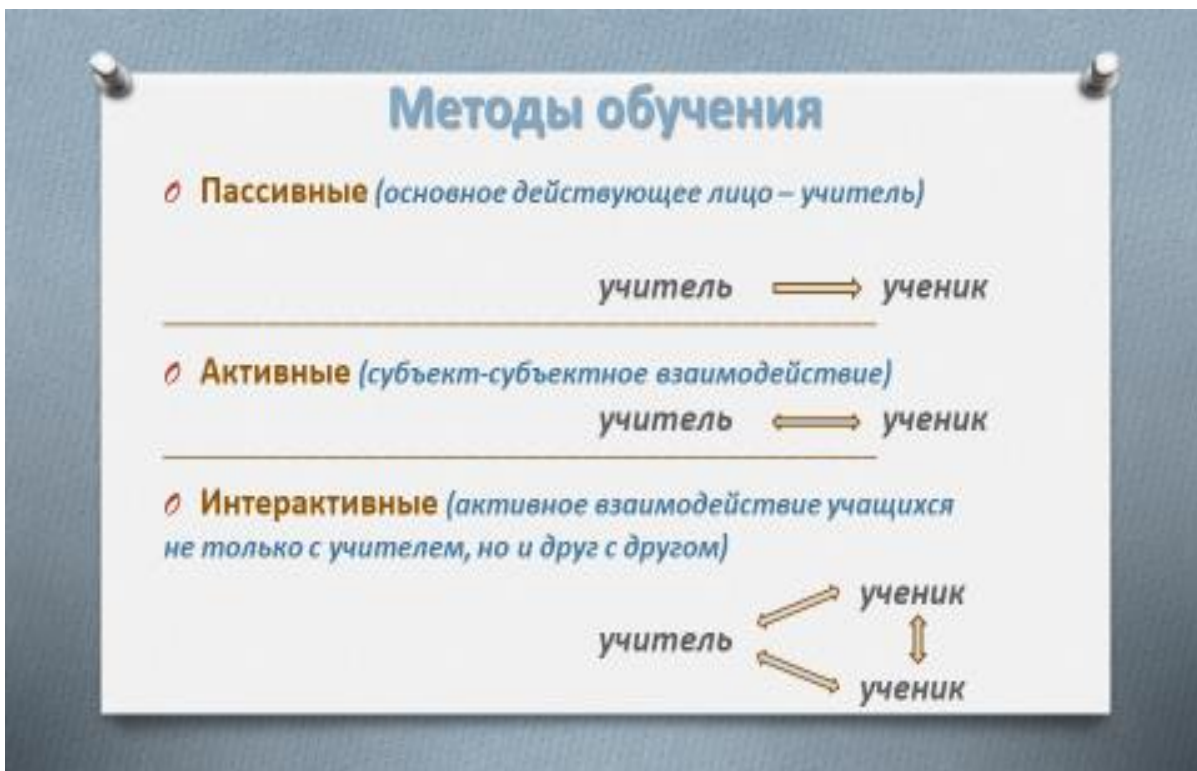 Методы обучения
Пассивные (основное действующее лицо – учитель)
учитель ученик
Активные (субъект-субъектное взаимодействие)
учитель ученик
Интерактивные (активное взаимодействие учащихся
не только с учителем, но и друг с другом)
ученик
учитель
ученик